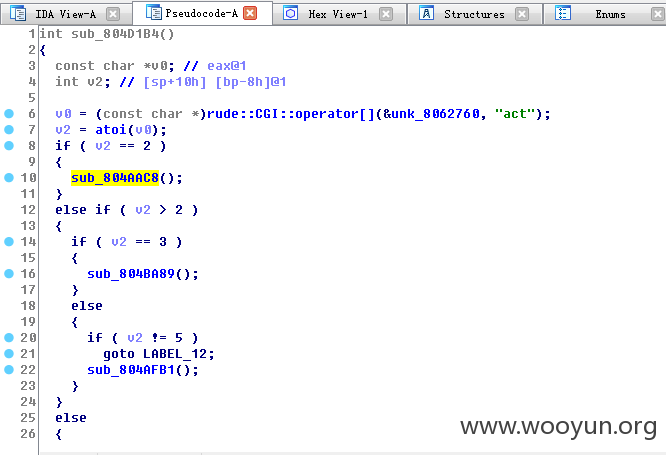 IDA View-A Pseudocode-A Hex View-1 Structures Enums
1 int sub_804D1B4()
2 {
3 const char *v0; // eax@1
4 int v2; // [sp+10h] [bp-8h]@1
5
6 v0 = (const char *)rude::CGI::operator[](&unk_8062760, "act");
7 v2 = atoi(v0);
8 if ( v2 == 2 )
9 {
10 sub_804AAC8();
11 }
12 else if ( v2 > 2 )
13 {
14 if ( v2 == 3 )
15 {
16 sub_804BA89();
17 }
18 else
19 {
20 if ( v2 != 5 )
21 goto LABEL_12;
22 sub_804AFB1();
23 }
24 }
25 else
26 {
www.wooyun.org